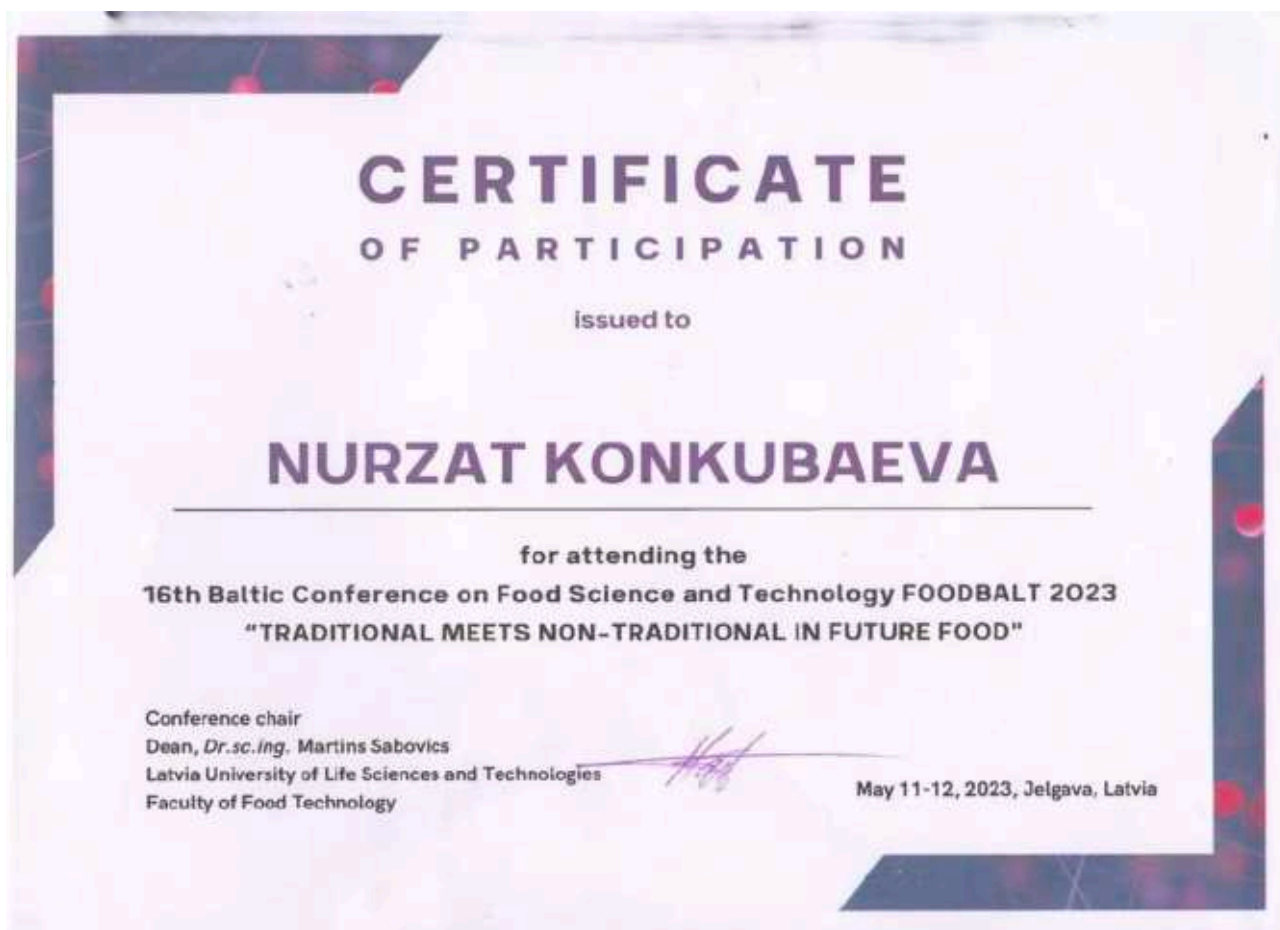 CERTIFICATE
OF PARTICIPATION
issued to
NURZAT KONKUBAEVA
for attending the
16th Baltic Conference on Food Science and Technology FOODBALT 2023
"TRADITIONAL MEETS NON-TRADITIONAL IN FUTURE FOOD"
Conference chair
Dean, Dr.sc.ing. Martins Sabovics
Latvia University of Life Sciences and Technologies
Faculty of Food Technology
May 11-12, 2023, Jelgava, Latvia